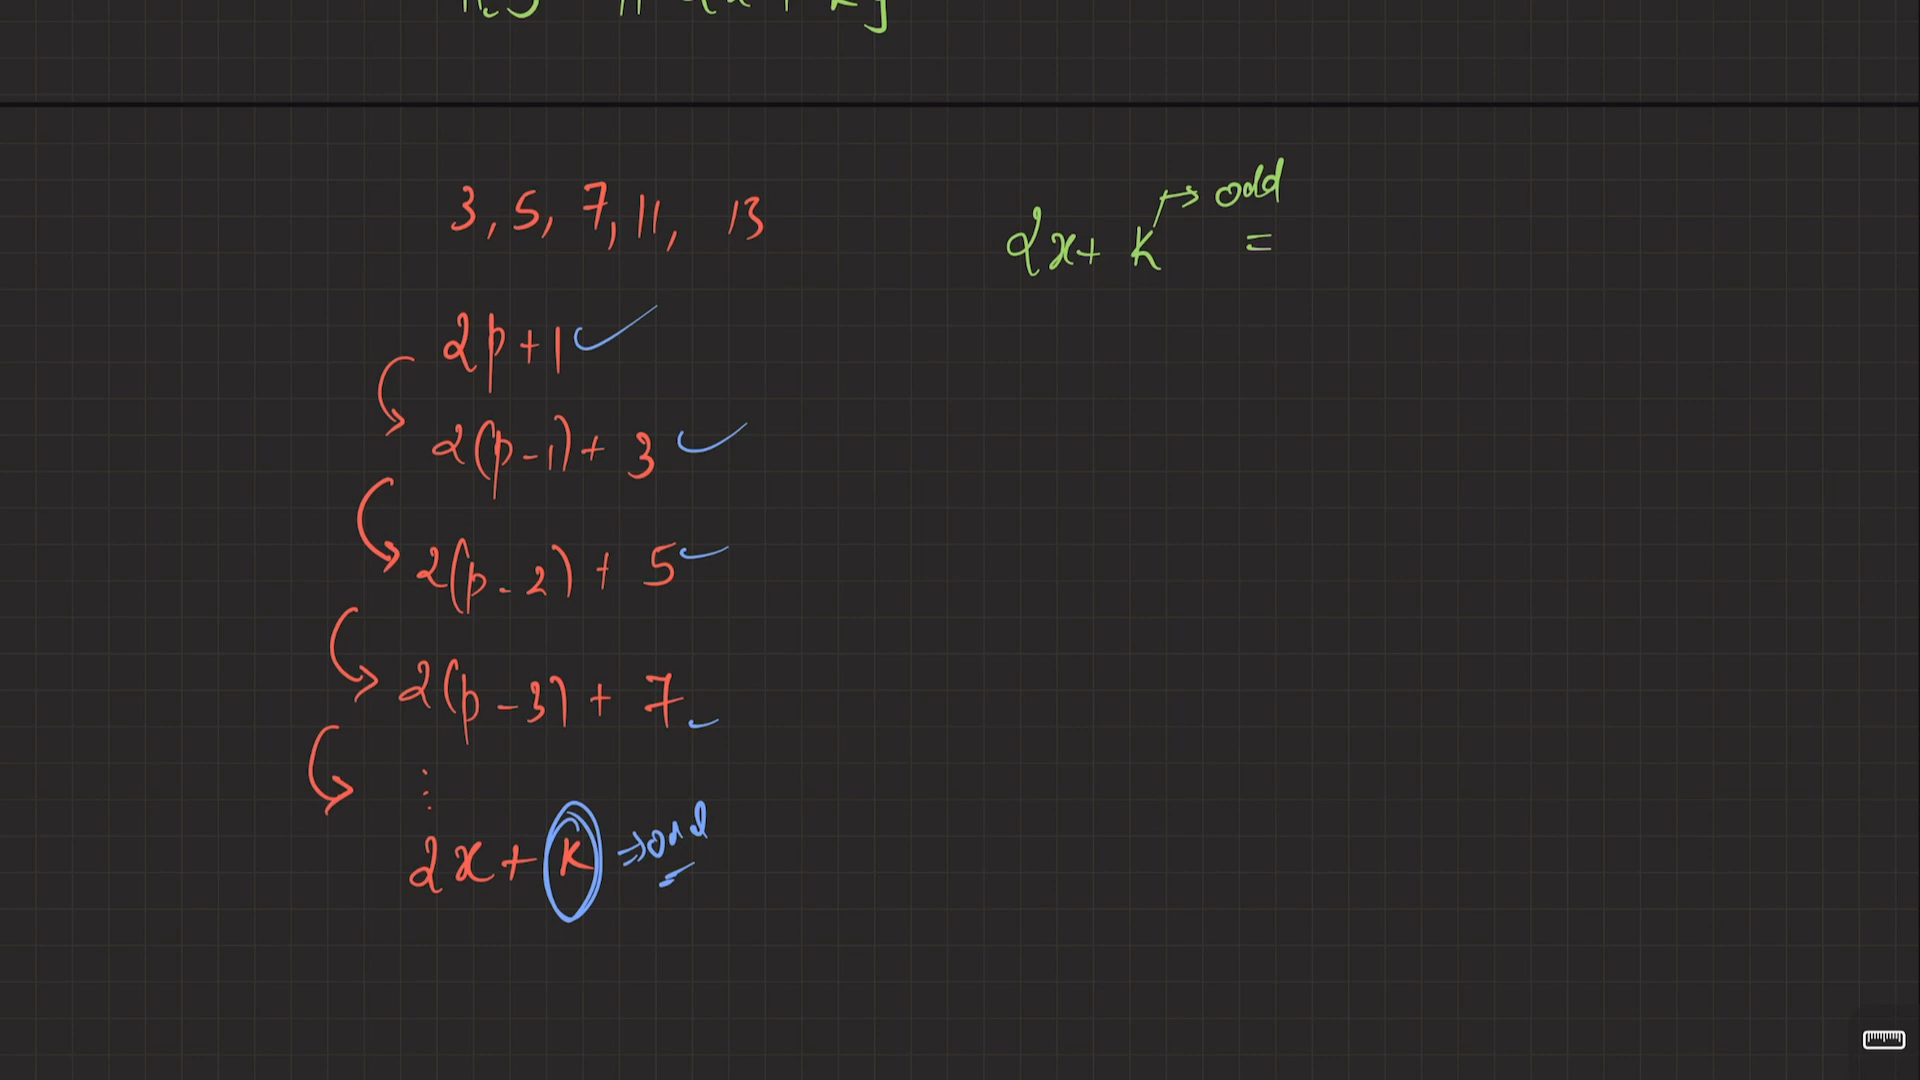 3, 5, 7, 11, 13
2p+1
2(p-1)+ 3
2(p-2) + 5
2(p-3) + 7
⋮
2x+ K ⇒ odd
2x+ K → odd
=